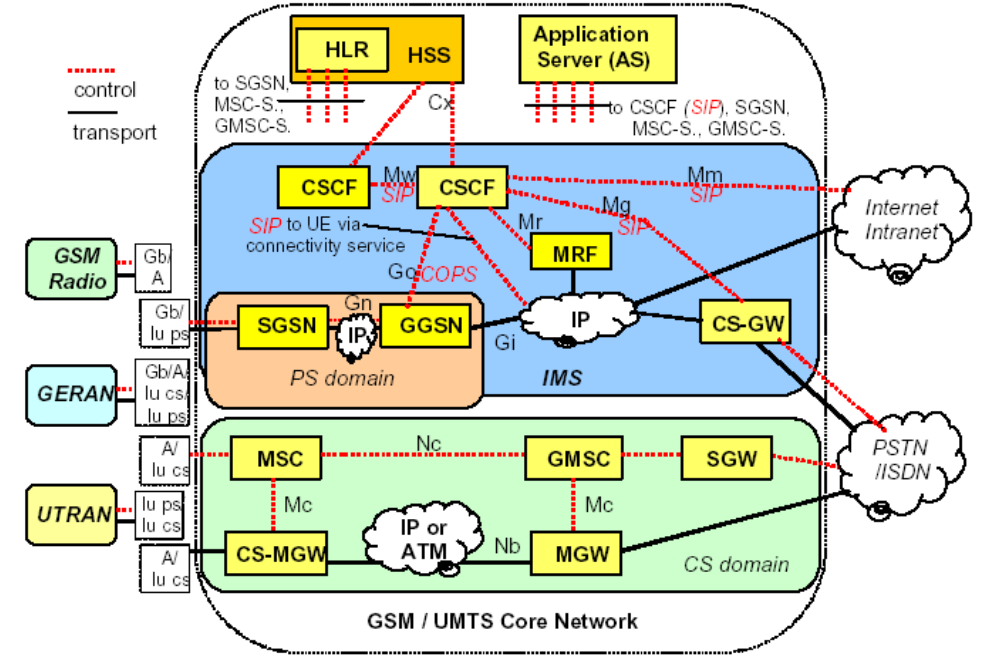 control
transport
HLR
HSS
to SGSN,
MSC-S.
GMSC-S.
Cx
Application
Server (AS)
to CSCF (SIP), SGSN,
MSC-S., GMSC-S.
CSCF
Mw
SIP
CSCF
Mm
SIP
Mg
SIP
Mr
SIP to UE via
connectivity service
MRF
Go
COPS
Internet
Intranet
GSM
Radio
Gb/
A
Gb/
Iu ps
SGSN
Gn
IP
GGSN
Gi
IP
CS-GW
PS domain
IMS
GERAN
Gb/A/
Iu cs/
Iu ps
A/
Iu cs
MSC
Nc
GMSC
SGW
PSTN
/ISDN
Mc
Mc
UTRAN
Iu ps
Iu cs
A/
Iu cs
CS-MGW
IP or
ATM
Nb
MGW
CS domain
GSM / UMTS Core Network